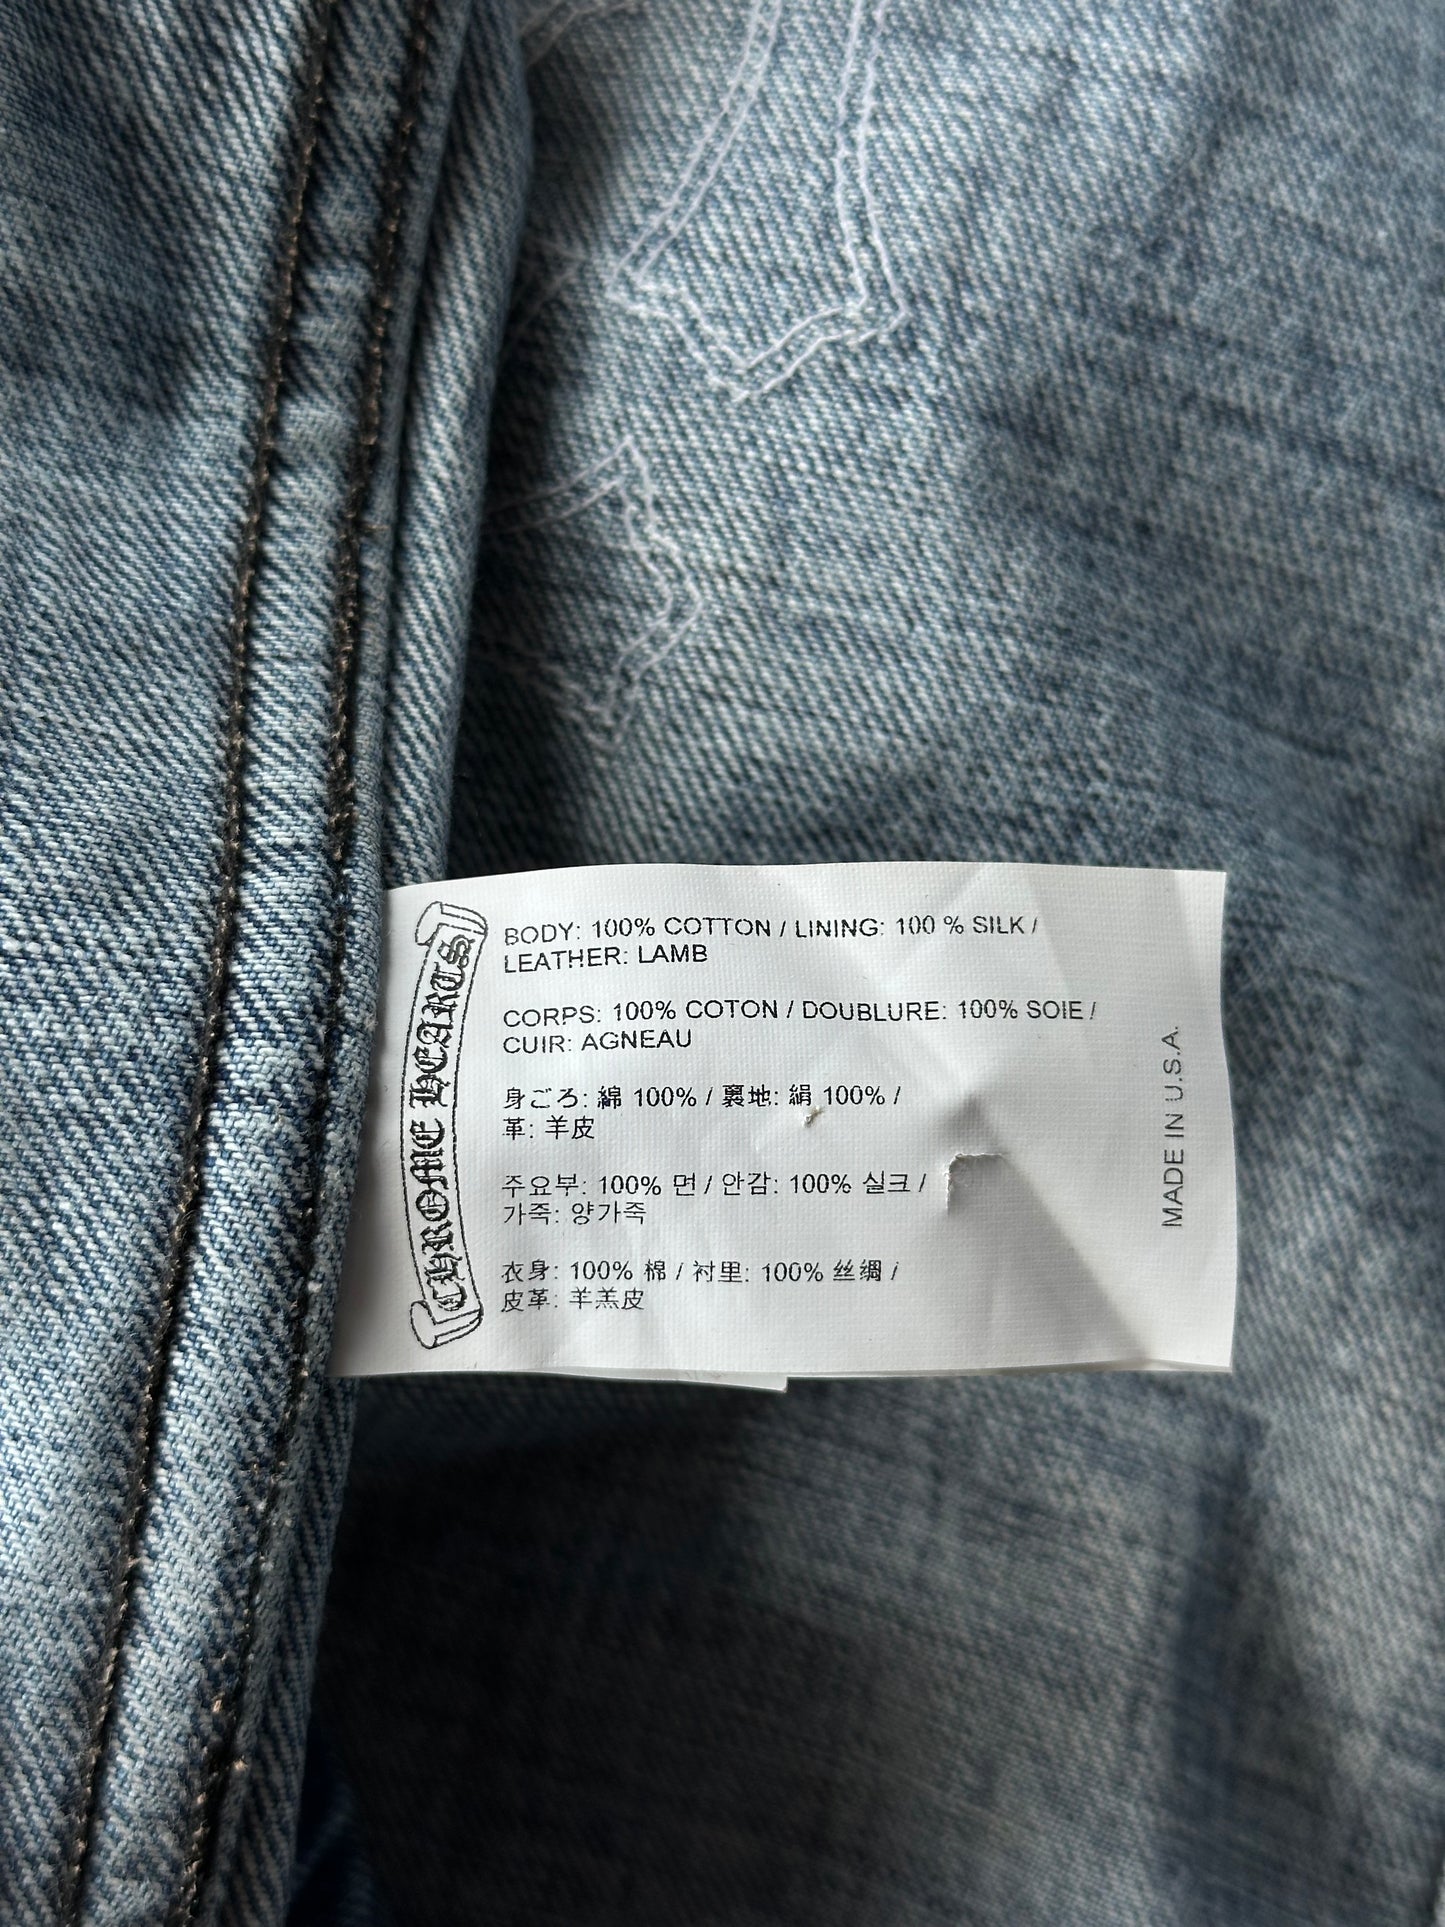 CHROME HEARTS
BODY: 100% COTTON / LINING: 100 % SILK /
LEATHER: LAMB
CORPS: 100% COTON / DOUBLURE: 100% SOIE /
CUIR: AGNEAU
身ごろ: 綿 100% / 裏地: 絹 100% /
革: 羊皮
주요부: 100% 면 / 안감: 100% 실크 /
가죽: 양가죽
衣身: 100% 棉 / 衬里: 100% 丝绸 /
皮革: 羊羔皮
MADE IN U.S.A.